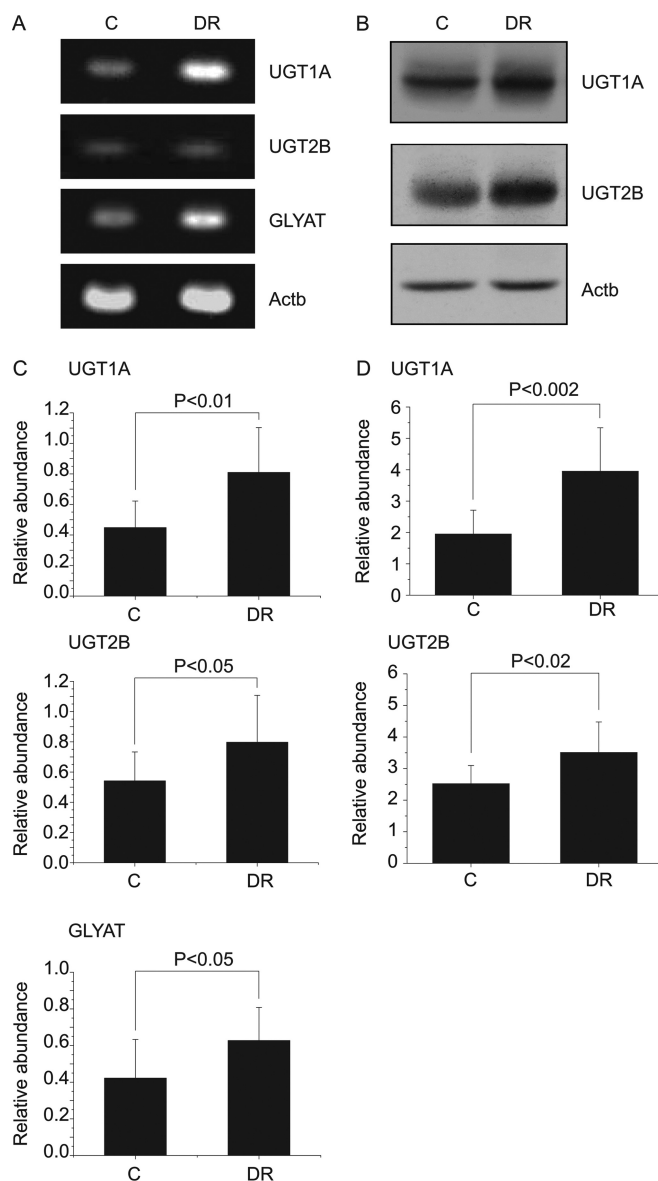 A
C DR
UGT1A
UGT2B
GLYAT
Actb
B
C DR
UGT1A
UGT2B
Actb
C UGT1A
P<0.01
Relative abundance
1.2
1.0
0.8
0.6
0.4
0.2
0.0
C DR
UGT2B
P<0.05
Relative abundance
1.2
1.0
0.8
0.6
0.4
0.2
0.0
C DR
GLYAT
P<0.05
Relative abundance
1.0
0.8
0.6
0.4
0.2
0.0
C DR
D UGT1A
P<0.002
Relative abundance
6
5
4
3
2
1
0
C DR
UGT2B
P<0.02
Relative abundance
6
5
4
3
2
1
0
C DR